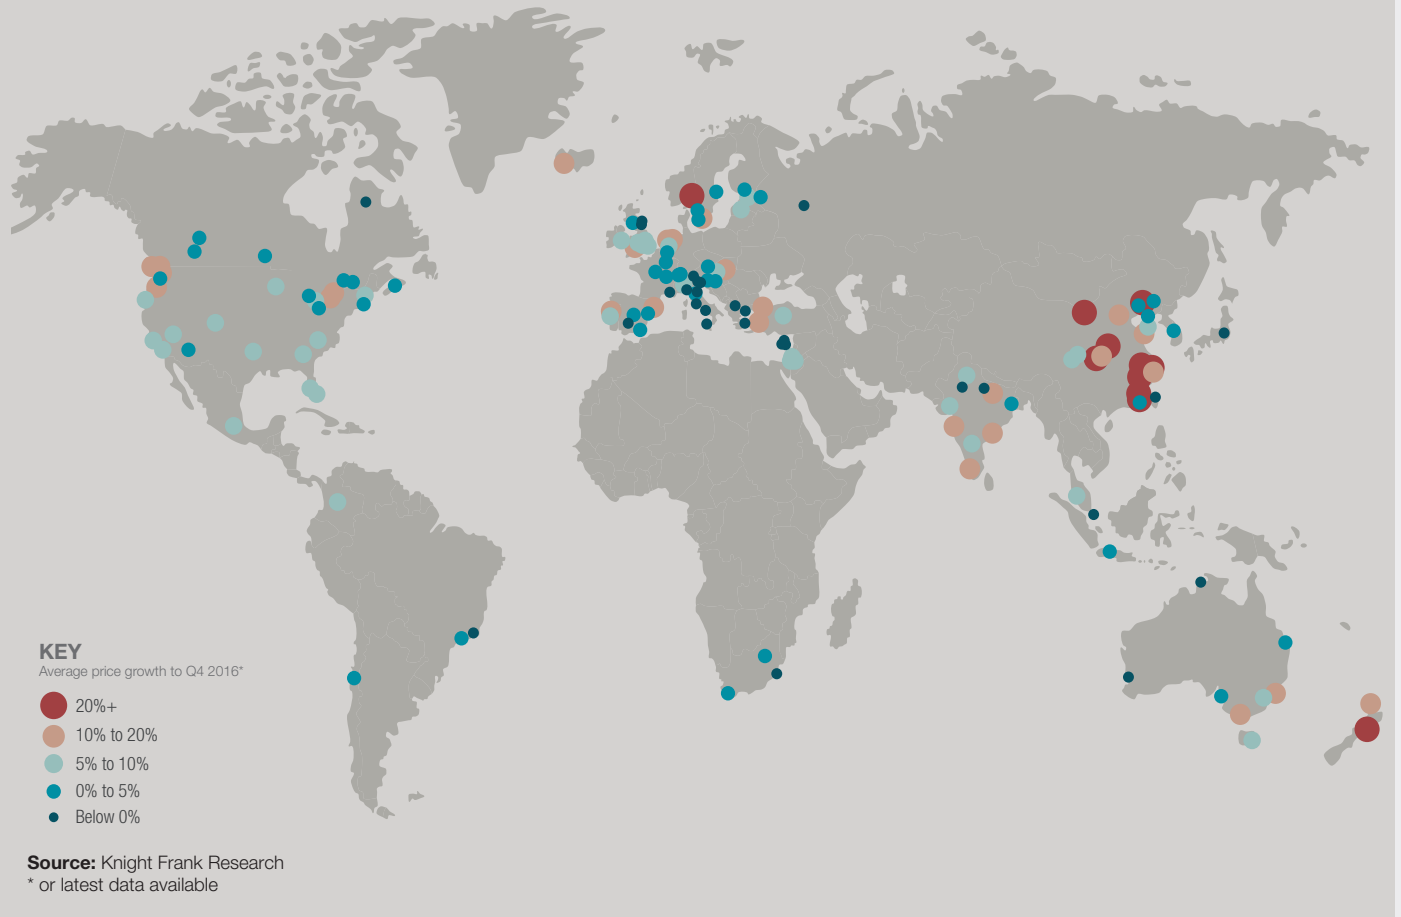 KEY
Average price growth to Q4 2016*
20%+
10% to 20%
5% to 10%
0% to 5%
Below 0%
Source: Knight Frank Research
* or latest data available